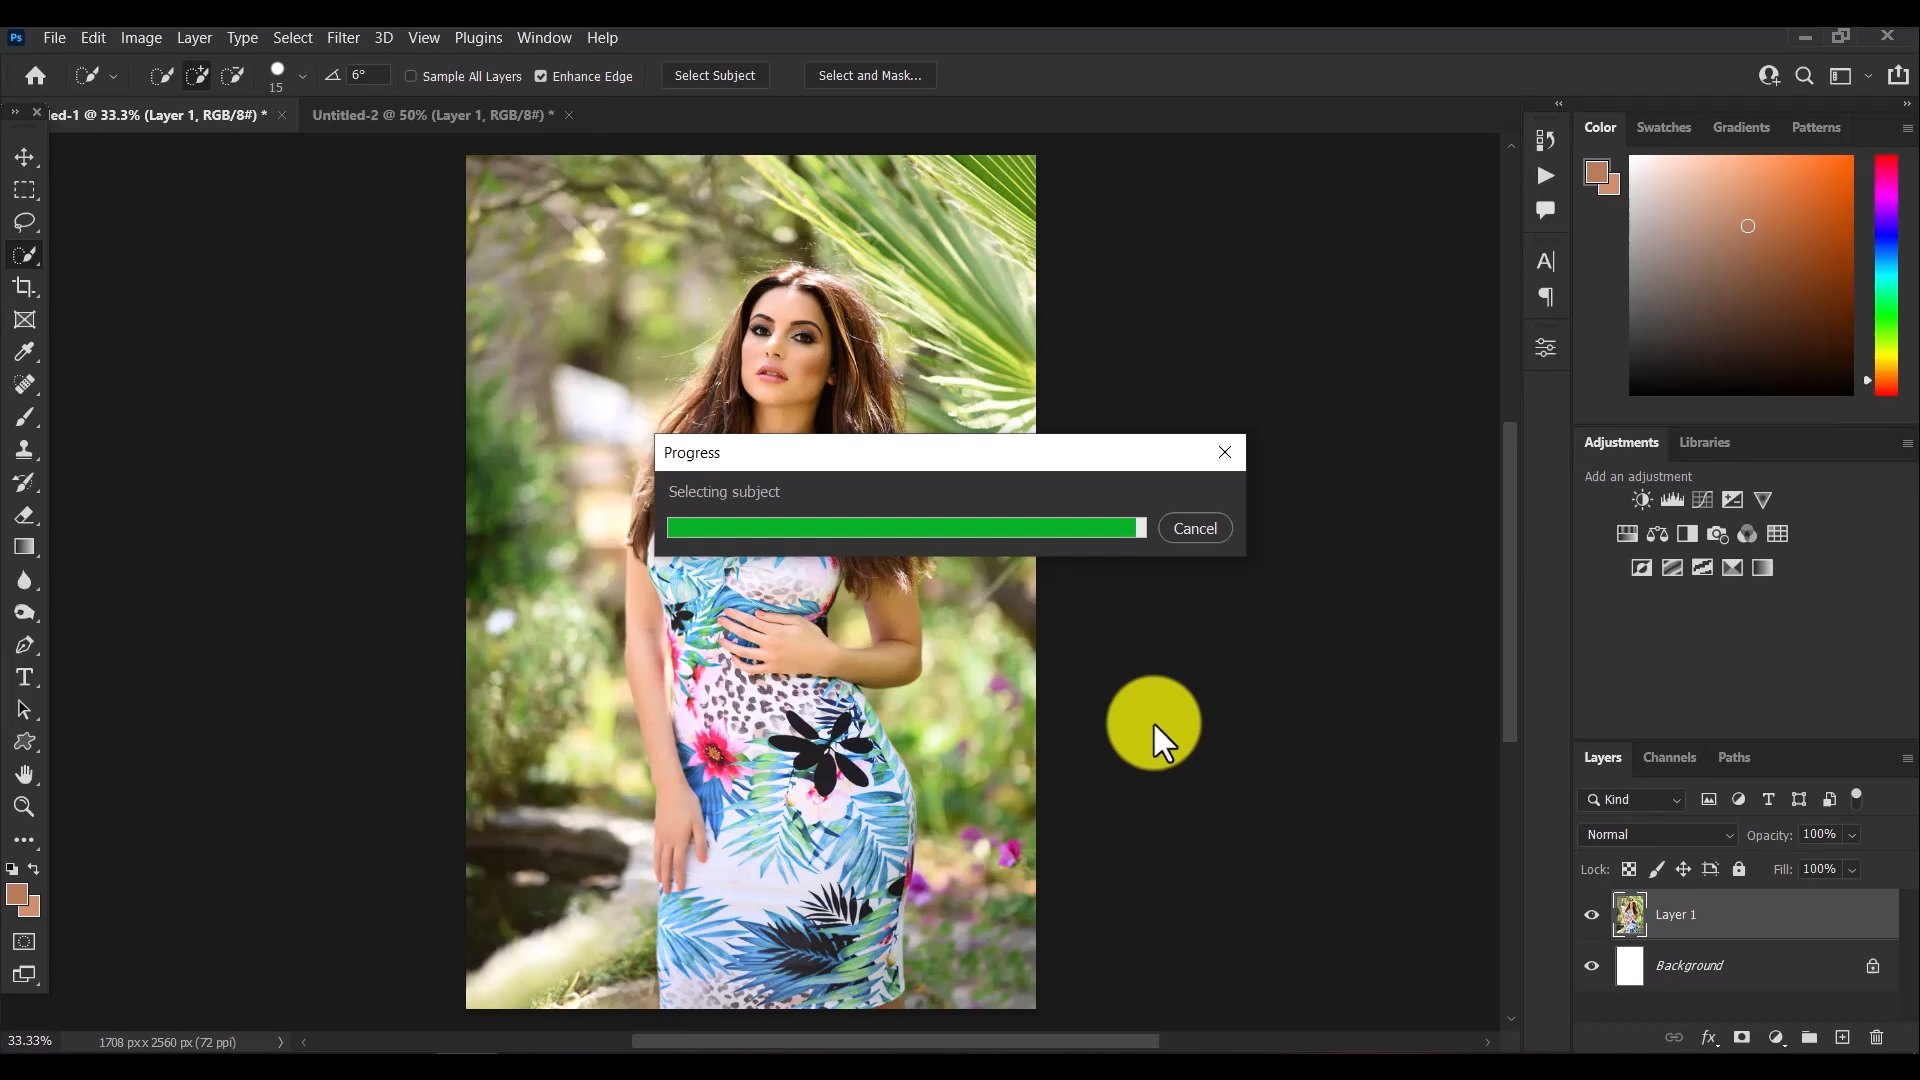 Ps File Edit Image Layer Type Select Filter 3D View Plugins Window Help
15 6° Sample All Layers Enhance Edge Select Subject Select and Mask...
ed-1 @ 33.3% (Layer 1, RGB/8#) * Untitled-2 @ 50% (Layer 1, RGB/8#) *
Color Swatches Gradients Patterns
Progress
Selecting subject
Cancel
Adjustments Libraries
Add an adjustment
Layers Channels Paths
Kind
Normal Opacity: 100%
Lock: Fill: 100%
Layer 1
Background
33.33% 1708 px x 2560 px (72 ppi)